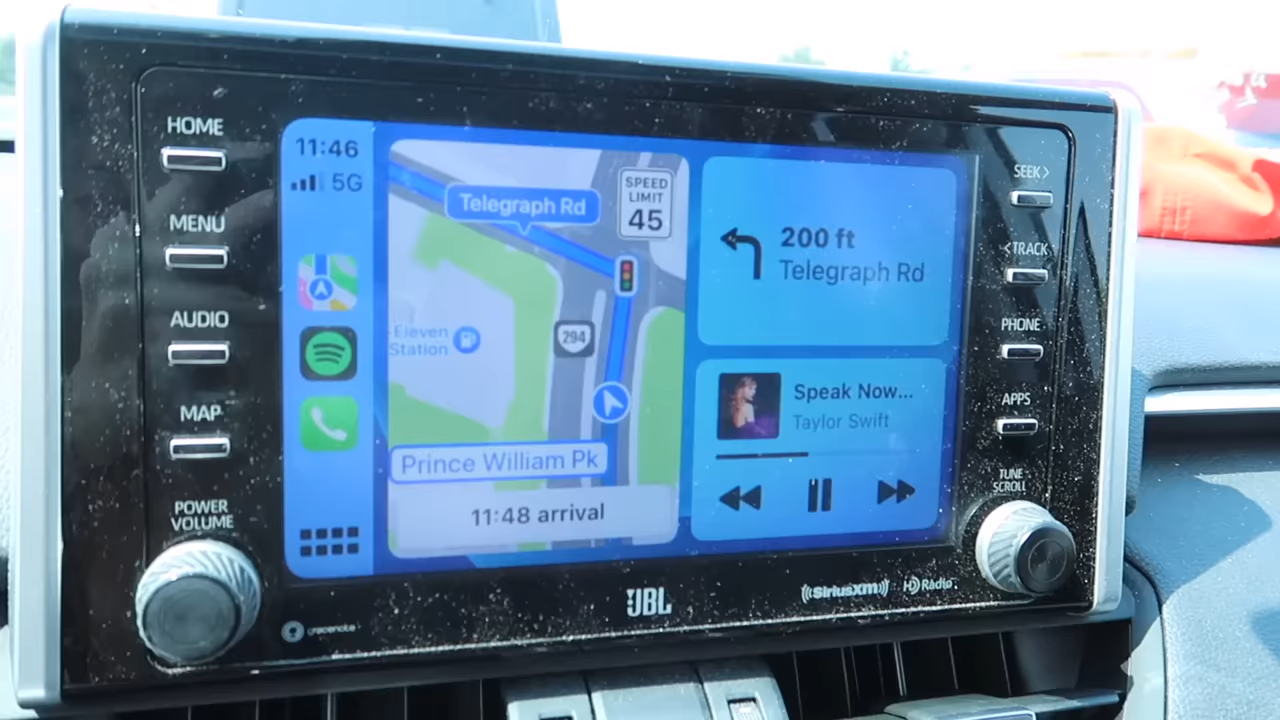 HOME
MENU
AUDIO
MAP
POWER
VOLUME
11:46
5G
Telegraph Rd
SPEED
LIMIT
45
294
Eleven
Station
Prince William Pk
11:48 arrival
200 ft
Telegraph Rd
Speak Now...
Taylor Swift
SEEK>
<TRACK
PHONE
APPS
TUNE
SCROLL
gracenote
JBL
((SiriusXM))
HD Radio